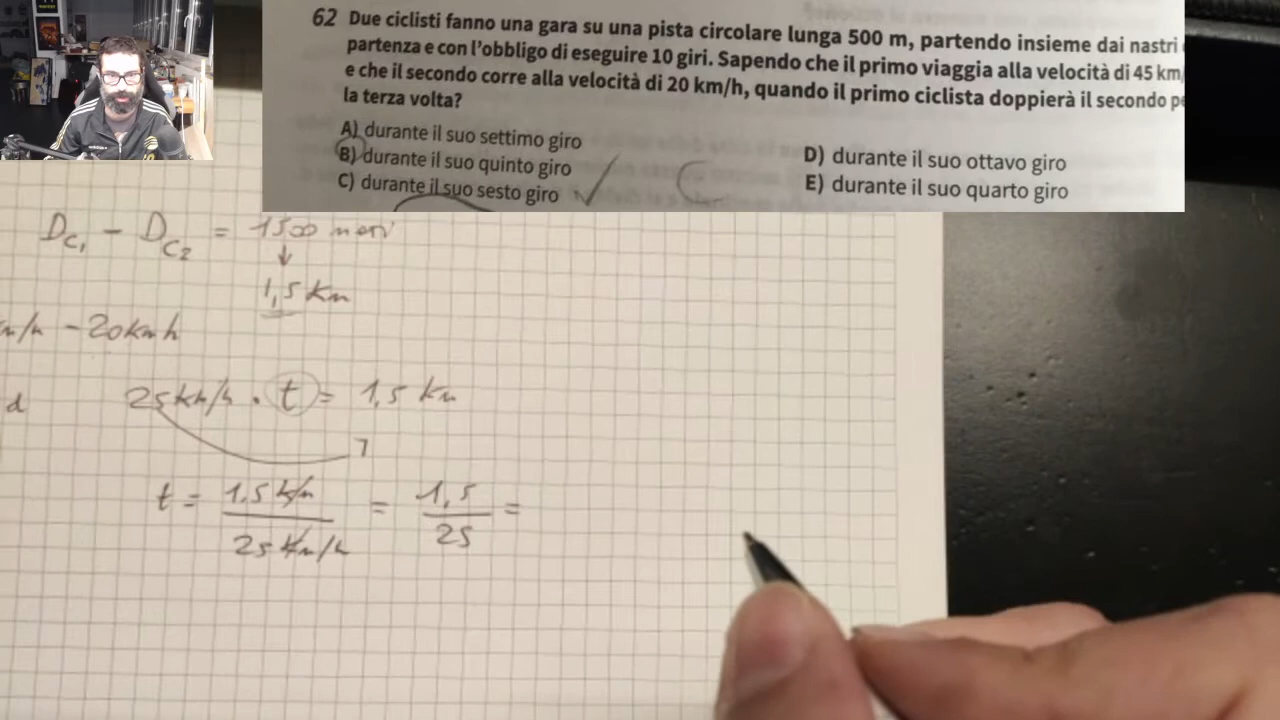 62 Due ciclisti fanno una gara su una pista circolare lunga 500 m, partendo insieme dai nastri
partenza e con l'obbligo di eseguire 10 giri. Sapendo che il primo viaggia alla velocità di 45 km
e che il secondo corre alla velocità di 20 km/h, quando il primo ciclista doppierà il secondo pe
la terza volta?
A) durante il suo settimo giro
B) durante il suo quinto giro
C) durante il suo sesto giro
D) durante il suo ottavo giro
E) durante il suo quarto giro
DC1 - DC2 = 1500 metri
↓
1,5 Km
m/h - 20 Km h
d 25 Km/h . t = 1,5 Km
t = 1.5 km / 25 Km/h = 1,5 / 25 =